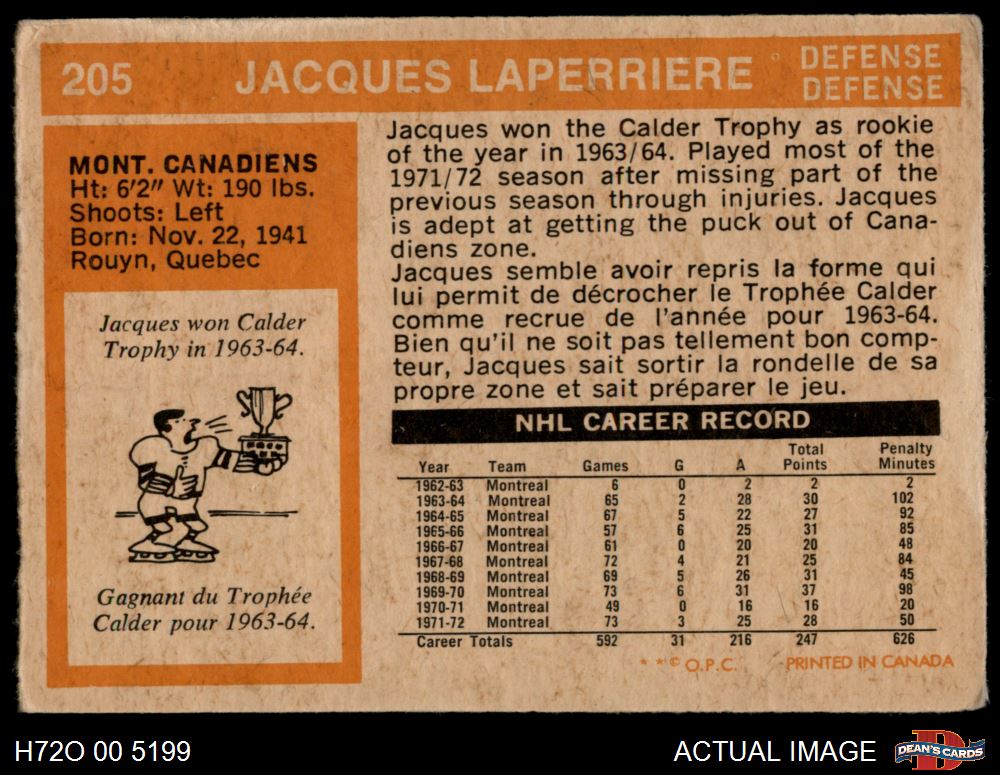 205 JACQUES LAPERRIERE DEFENSE
DEFENSE
MONT. CANADIENS
Ht: 6'2" Wt: 190 lbs.
Shoots: Left
Born: Nov. 22, 1941
Rouyn, Quebec
Jacques won Calder
Trophy in 1963-64.
Gagnant du Trophée
Calder pour 1963-64.
Jacques won the Calder Trophy as rookie
of the year in 1963/64. Played most of the
1971/72 season after missing part of the
previous season through injuries. Jacques
is adept at getting the puck out of Cana-
diens zone.
Jacques semble avoir repris la forme qui
lui permit de décrocher le Trophée Calder
comme recrue de l'année pour 1963-64.
Bien qu'il ne soit pas tellement bon comp-
teur, Jacques sait sortir la rondelle de sa
propre zone et sait préparer le jeu.
NHL CAREER RECORD
Year Team Games G A Total Points Penalty Minutes
1962-63 Montreal 6 0 2 2 2
1963-64 Montreal 65 2 28 30 102
1964-65 Montreal 67 5 22 27 92
1965-66 Montreal 57 6 25 31 85
1966-67 Montreal 61 0 20 20 48
1967-68 Montreal 72 4 21 25 84
1968-69 Montreal 69 5 26 31 45
1969-70 Montreal 73 6 31 37 98
1970-71 Montreal 49 0 16 16 20
1971-72 Montreal 73 3 25 28 50
Career Totals 592 31 216 247 626
* * © O.P.C. PRINTED IN CANADA
H72O 00 5199
ACTUAL IMAGE
DEAN'S CARDS